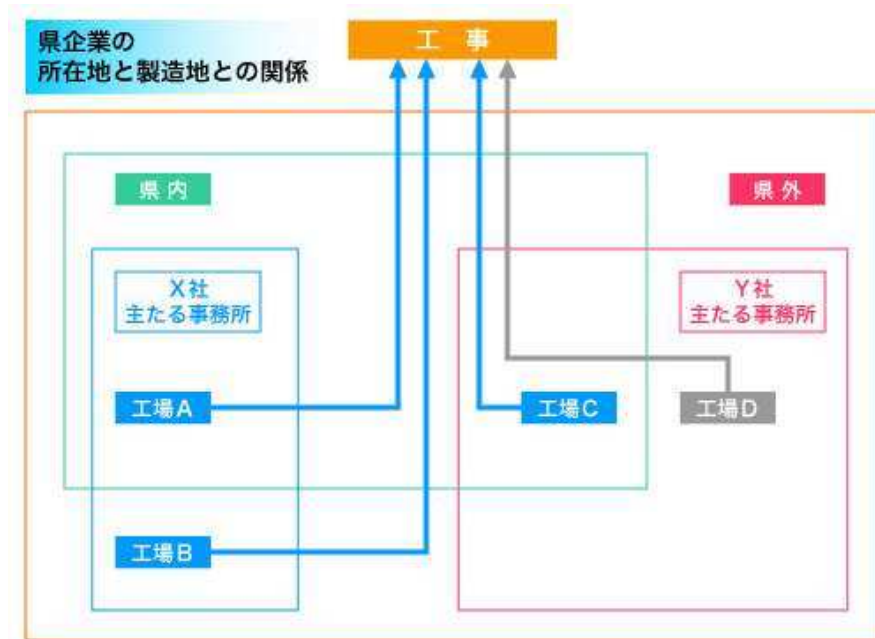 県企業の
所在地と製造地との関係
工事
県内
県外
X社
主たる事務所
Y社
主たる事務所
工場A
工場C
工場D
工場B